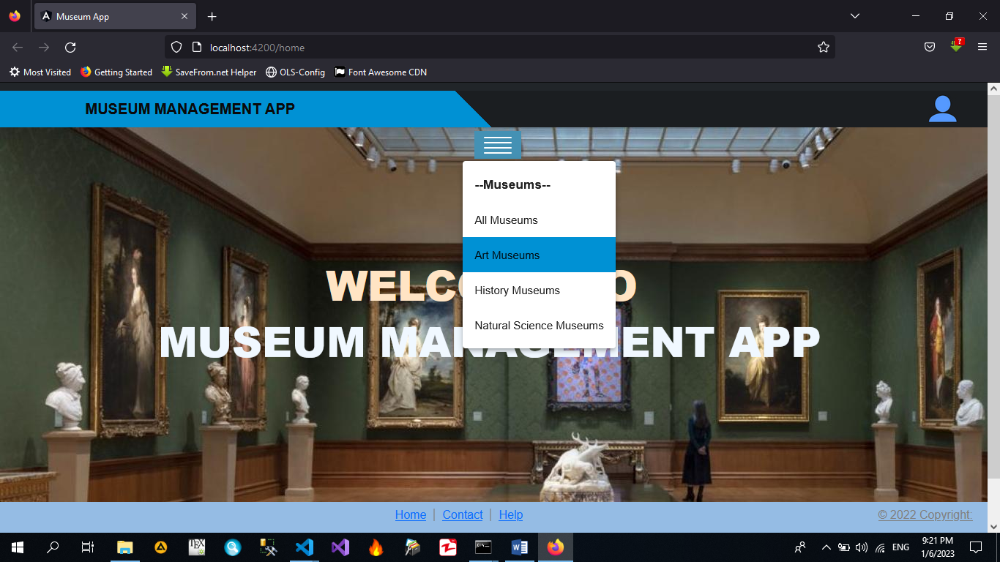 Museum App
localhost:4200/home
Most Visited Getting Started SaveFrom.net Helper OLS-Config Font Awesome CDN
MUSEUM MANAGEMENT APP
--Museums--
All Museums
Art Museums
History Museums
Natural Science Museums
WELCO O
MUSEUM MANAGEMENT APP
Home | Contact | Help
© 2022 Copyright:
TEX
ENG
9:21 PM
1/6/2023